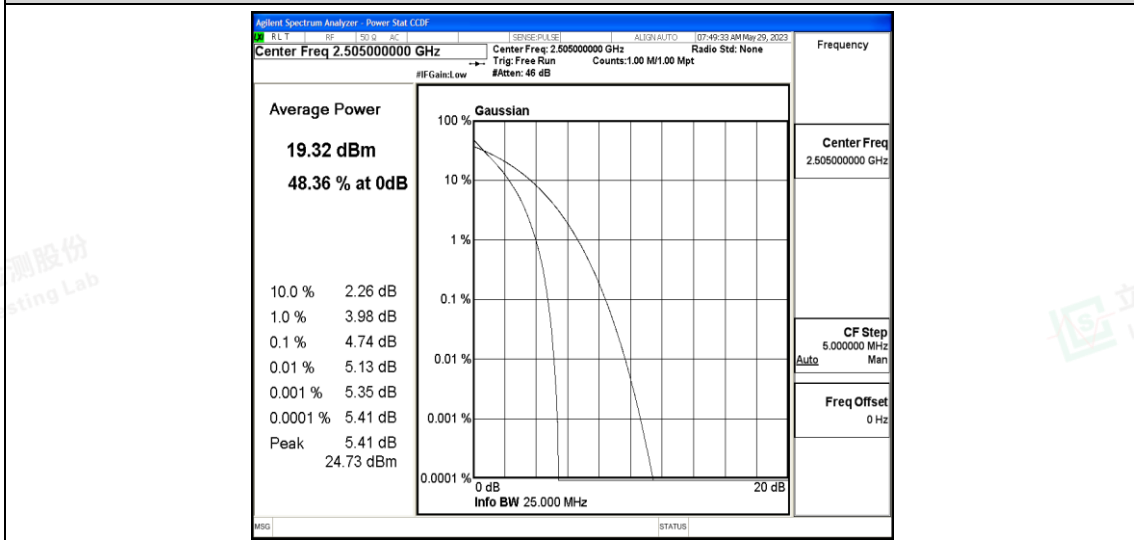 Agilent Spectrum Analyzer - Power Stat CCDF
LXI RL T RF 50 Ω AC SENSE:PULSE ALIGNAUTO 07:49:33 AM May 29, 2023
Center Freq 2.505000000 GHz
Center Freq: 2.505000000 GHz Radio Std: None
Trig: Free Run Counts:1.00 M/1.00 Mpt
#IFGain:Low #Atten: 46 dB
Frequency
Average Power
19.32 dBm
48.36 % at 0dB
10.0 % 2.26 dB
1.0 % 3.98 dB
0.1 % 4.74 dB
0.01 % 5.13 dB
0.001 % 5.35 dB
0.0001 % 5.41 dB
Peak 5.41 dB
24.73 dBm
Gaussian
100 %
10 %
1 %
0.1 %
0.01 %
0.001 %
0.0001 %
0 dB 20 dB
Info BW 25.000 MHz
Center Freq
2.505000000 GHz
CF Step
5.000000 MHz
Auto Man
Freq Offset
0 Hz
MSG STATUS
测股份
sting Lab
立